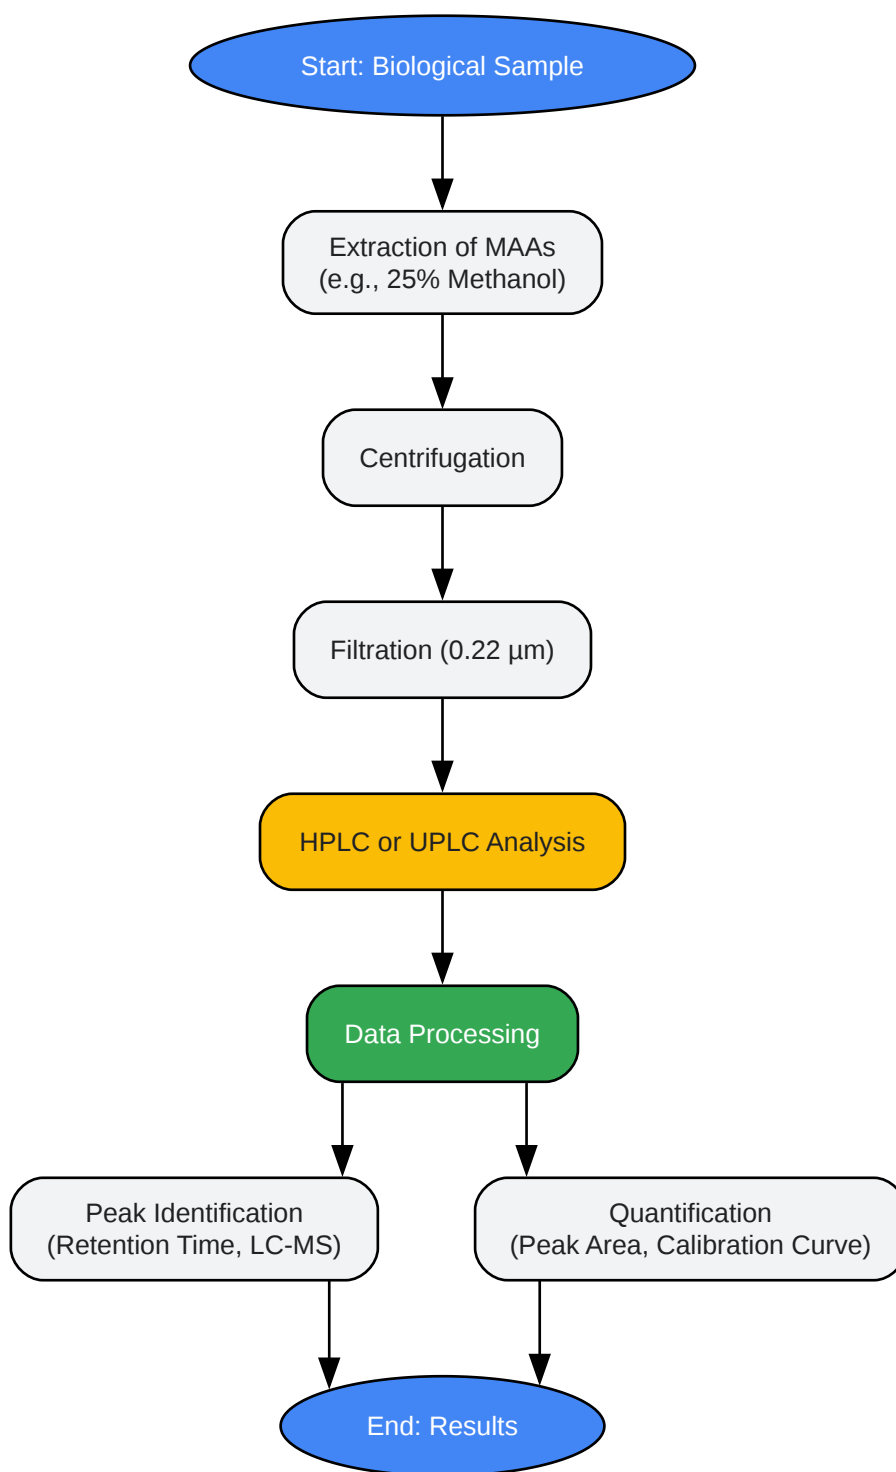 Start: Biological Sample
Extraction of MAAs
(e.g., 25% Methanol)
Centrifugation
Filtration (0.22 µm)
HPLC or UPLC Analysis
Data Processing
Peak Identification
(Retention Time, LC-MS)
Quantification
(Peak Area, Calibration Curve)
End: Results